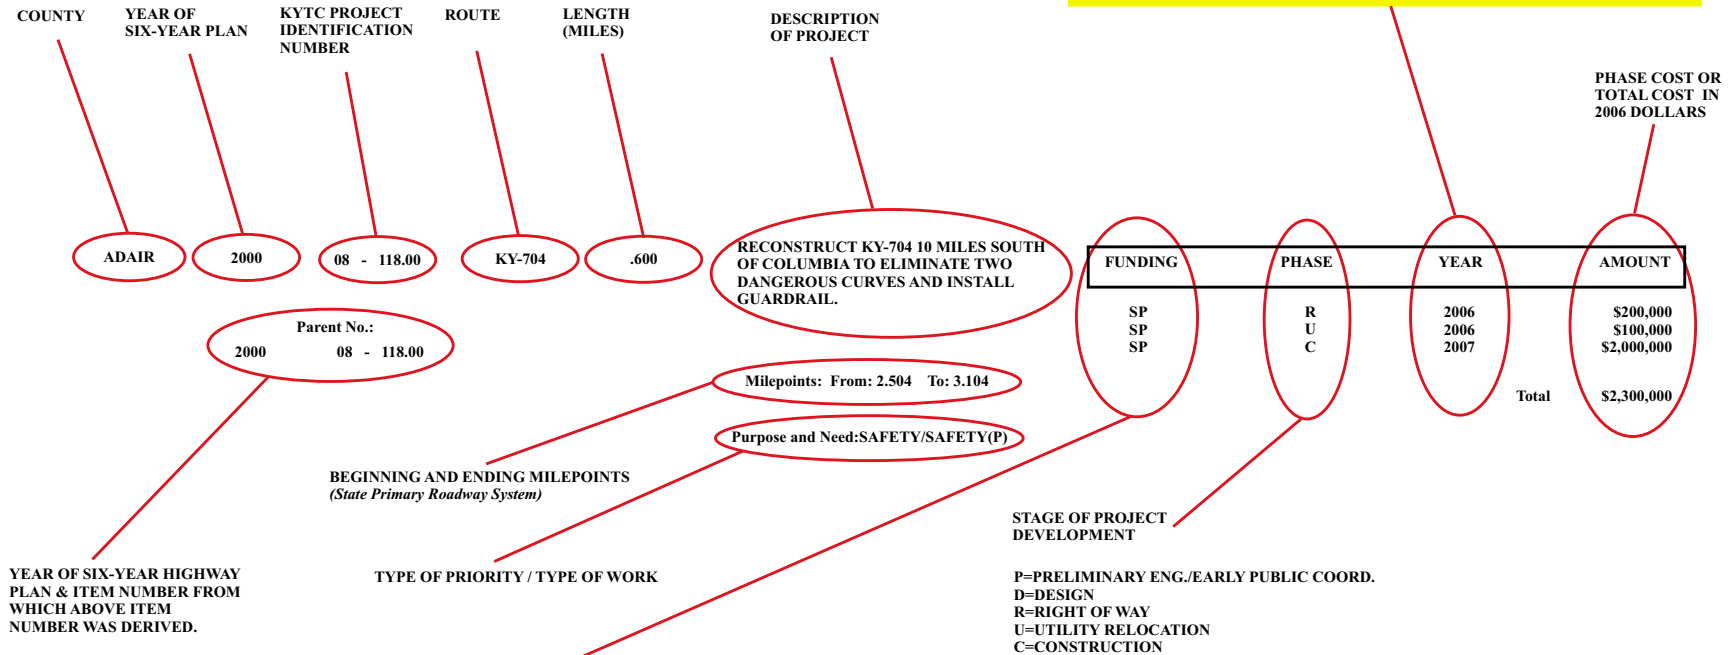 COUNTY
YEAR OF
SIX-YEAR PLAN
KYTC PROJECT
IDENTIFICATION
NUMBER
ROUTE
LENGTH
(MILES)
DESCRIPTION
OF PROJECT
PHASE COST OR
TOTAL COST IN
2006 DOLLARS
ADAIR
2000
08 - 118.00
KY-704
.600
RECONSTRUCT KY-704 10 MILES SOUTH
OF COLUMBIA TO ELIMINATE TWO
DANGEROUS CURVES AND INSTALL
GUARDRAIL.
FUNDING PHASE YEAR AMOUNT
SP R 2006 $200,000
SP U 2006 $100,000
SP C 2007 $2,000,000
Total $2,300,000
Parent No.:
2000 08 - 118.00
Milepoints: From: 2.504 To: 3.104
Purpose and Need:SAFETY/SAFETY(P)
BEGINNING AND ENDING MILEPOINTS
(State Primary Roadway System)
STAGE OF PROJECT
DEVELOPMENT
YEAR OF SIX-YEAR HIGHWAY
PLAN & ITEM NUMBER FROM
WHICH ABOVE ITEM
NUMBER WAS DERIVED.
TYPE OF PRIORITY / TYPE OF WORK
P=PRELIMINARY ENG./EARLY PUBLIC COORD.
D=DESIGN
R=RIGHT OF WAY
U=UTILITY RELOCATION
C=CONSTRUCTION